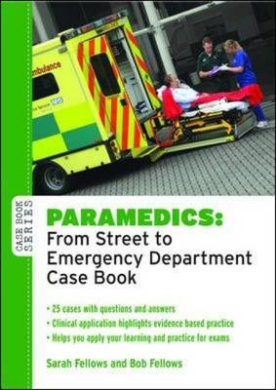 Ambulance
NHS
CASE BOOK
SERIES
PARAMEDICS:
From Street to
Emergency Department
Case Book
• 25 cases with questions and answers
• Clinical application highlights evidence based practice
• Helps you apply your learning and practice for exams
Sarah Fellows and Bob Fellows